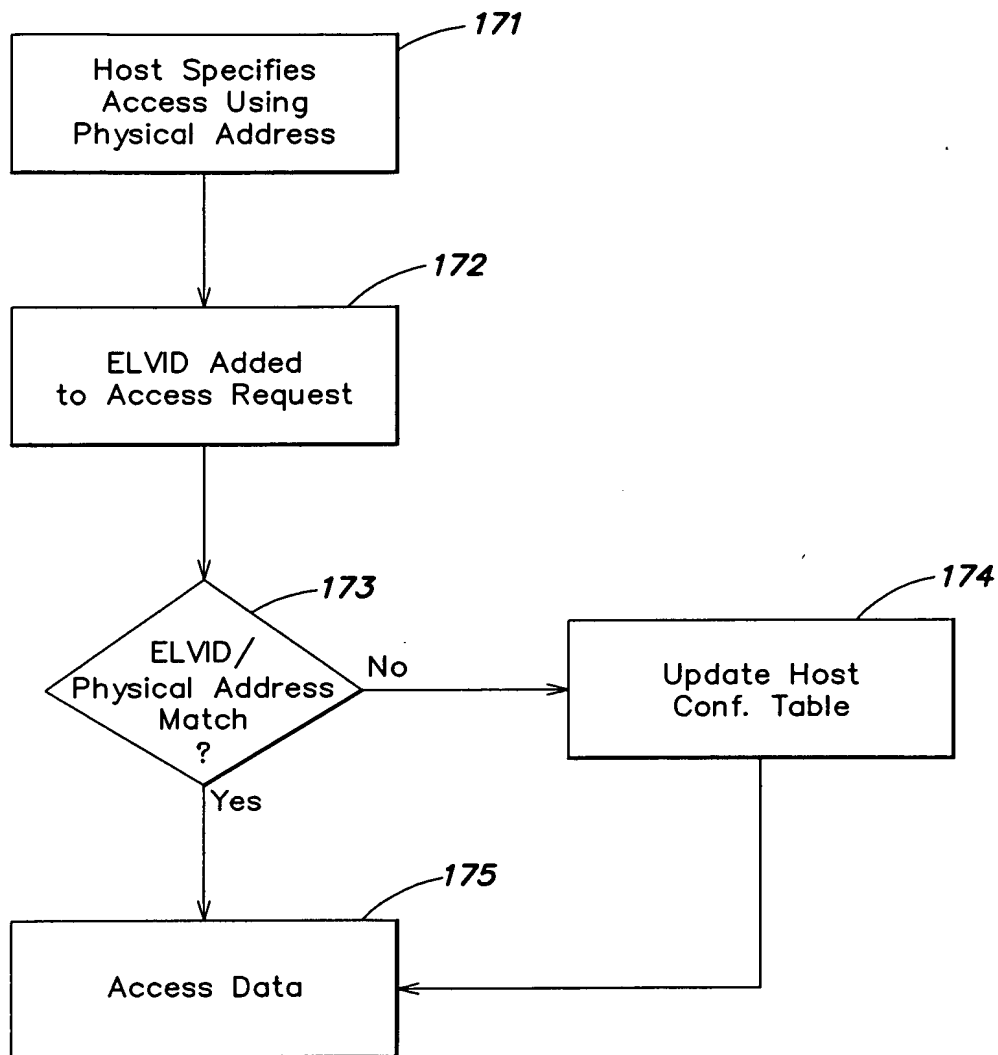 171
Host Specifies
Access Using
Physical Address
172
ELVID Added
to Access Request
173
ELVID/
Physical Address
Match
?
No
Yes
174
Update Host
Conf. Table
175
Access Data